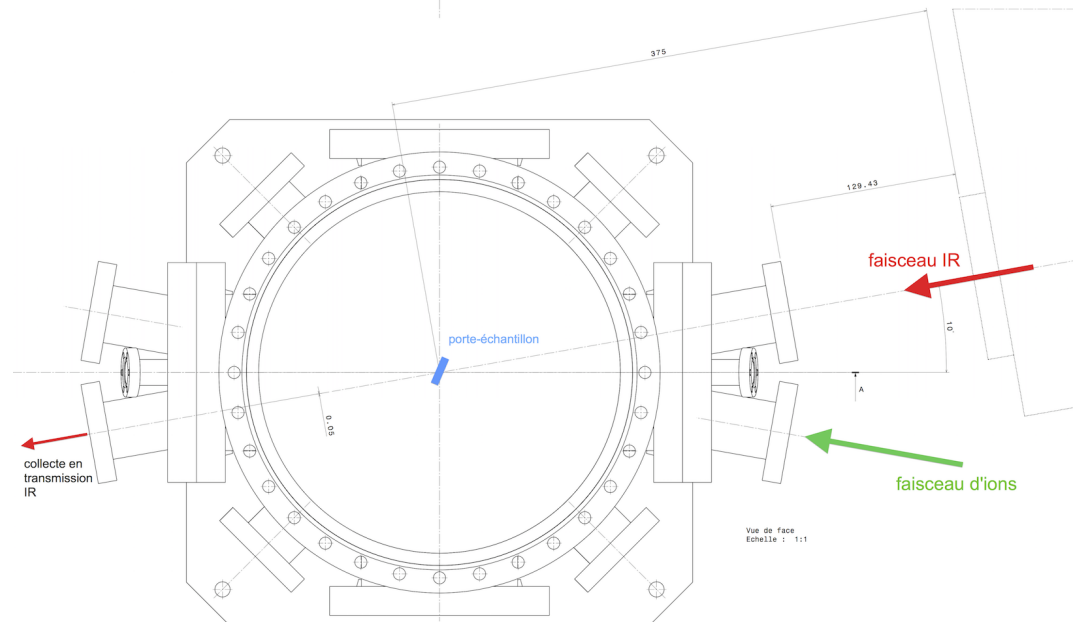 375
129.43
faisceau IR
10
porte-échantillon
A
0.05
collecte en
transmission
IR
faisceau d'ions
Vue de face
Echelle : 1:1